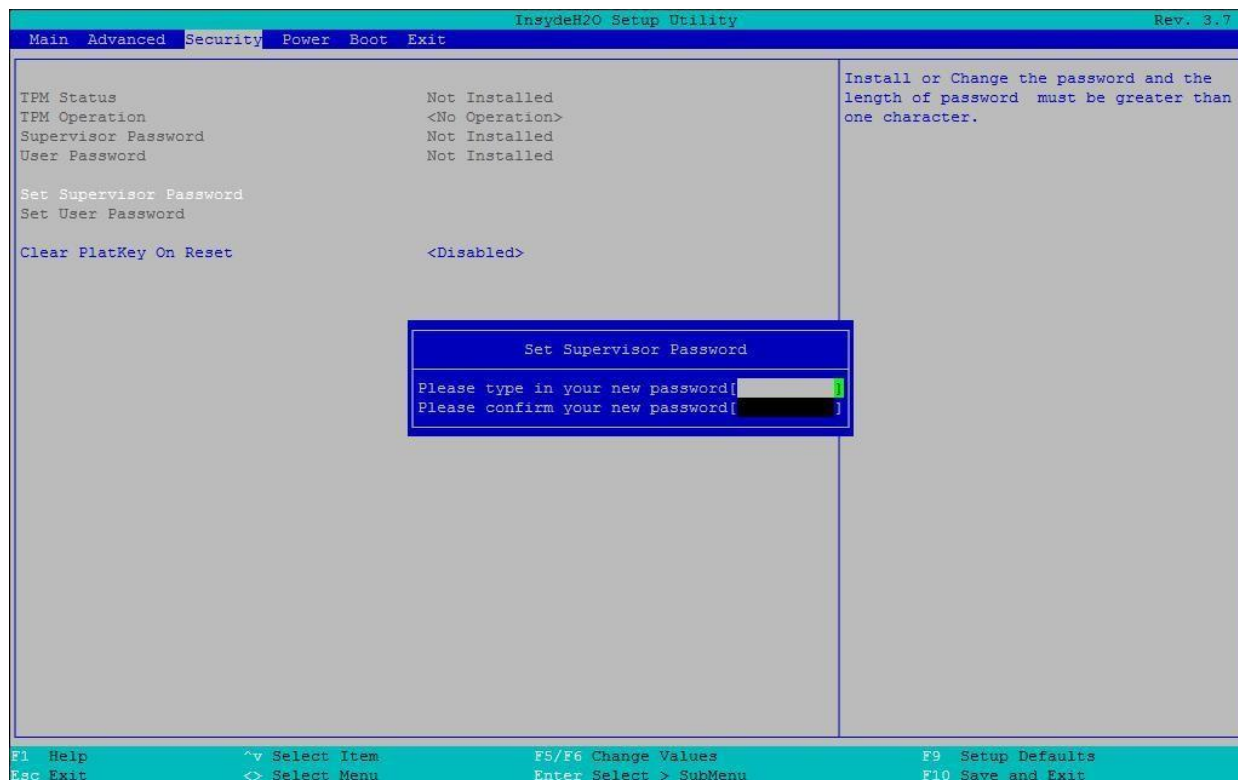 InsydeH2O Setup Utility Rev. 3.7
Main Advanced Security Power Boot Exit
TPM Status Not Installed
TPM Operation <No Operation>
Supervisor Password Not Installed
User Password Not Installed
Set Supervisor Password
Set User Password
Clear PlatKey On Reset <Disabled>
Install or Change the password and the
length of password must be greater than
one character.
Set Supervisor Password
Please type in your new password[ ]
Please confirm your new password[ ]
F1 Help ^v Select Item F5/F6 Change Values F9 Setup Defaults
Esc Exit <> Select Menu Enter Select > SubMenu F10 Save and Exit